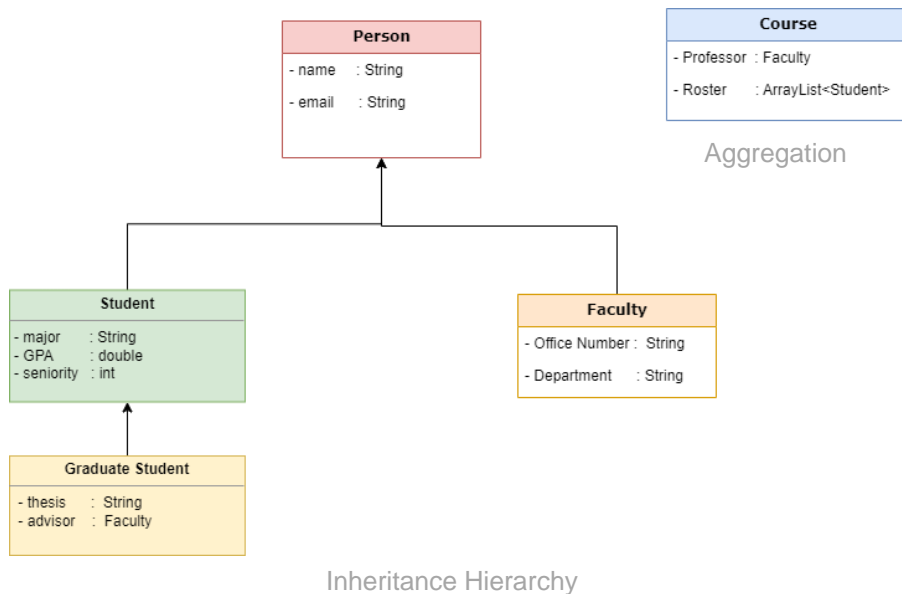 Person
- name : String
- email : String
Course
- Professor : Faculty
- Roster : ArrayList<Student>
Aggregation
Student
- major : String
- GPA : double
- seniority : int
Faculty
- Office Number : String
- Department : String
Graduate Student
- thesis : String
- advisor : Faculty
Inheritance Hierarchy